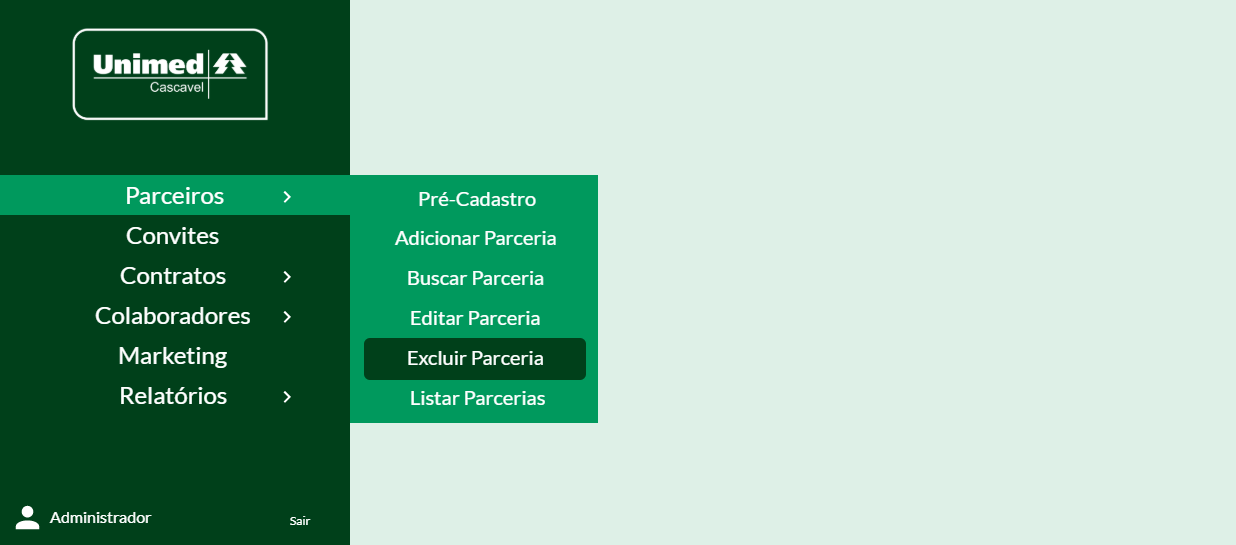 Unimed
Cascavel
Parceiros
Convites
Contratos
Colaboradores
Marketing
Relatórios
Pré-Cadastro
Adicionar Parceria
Buscar Parceria
Editar Parceria
Excluir Parceria
Listar Parcerias
Administrador
Sair